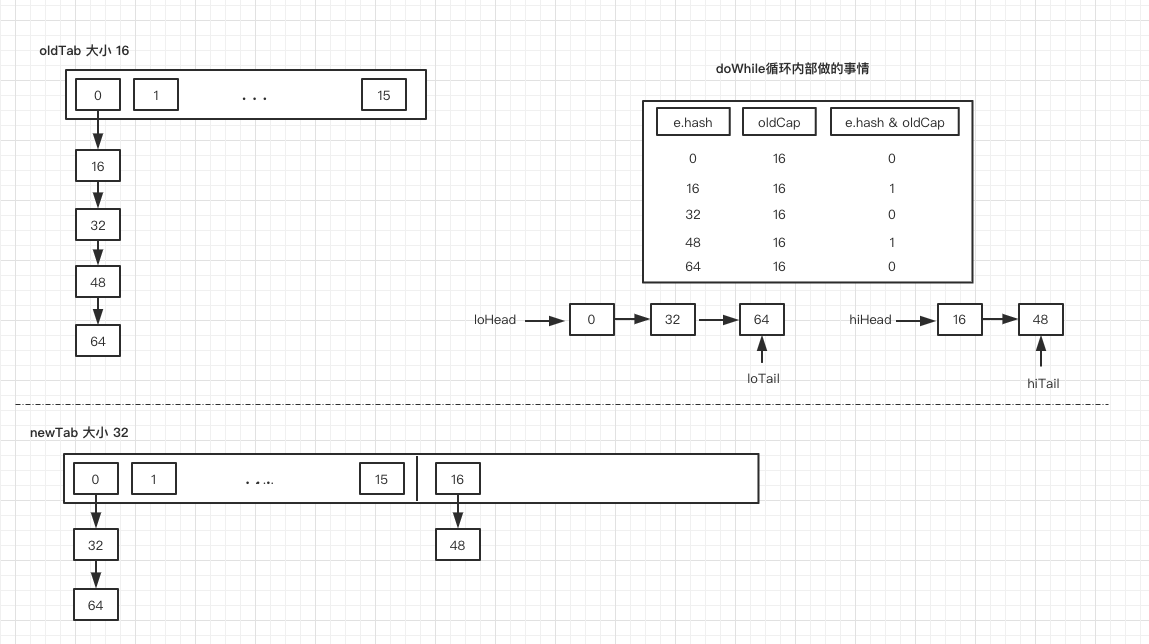 oldTab 大小 16
0 1 ... 15
16
32
48
64
doWhile循环内部做的事情
e.hash oldCap e.hash & oldCap
0 16 0
16 16 1
32 16 0
48 16 1
64 16 0
loHead 0 32 64
loTail
hiHead 16 48
hiTail
newTab 大小 32
0 1 ..... 15 16
32 48
64